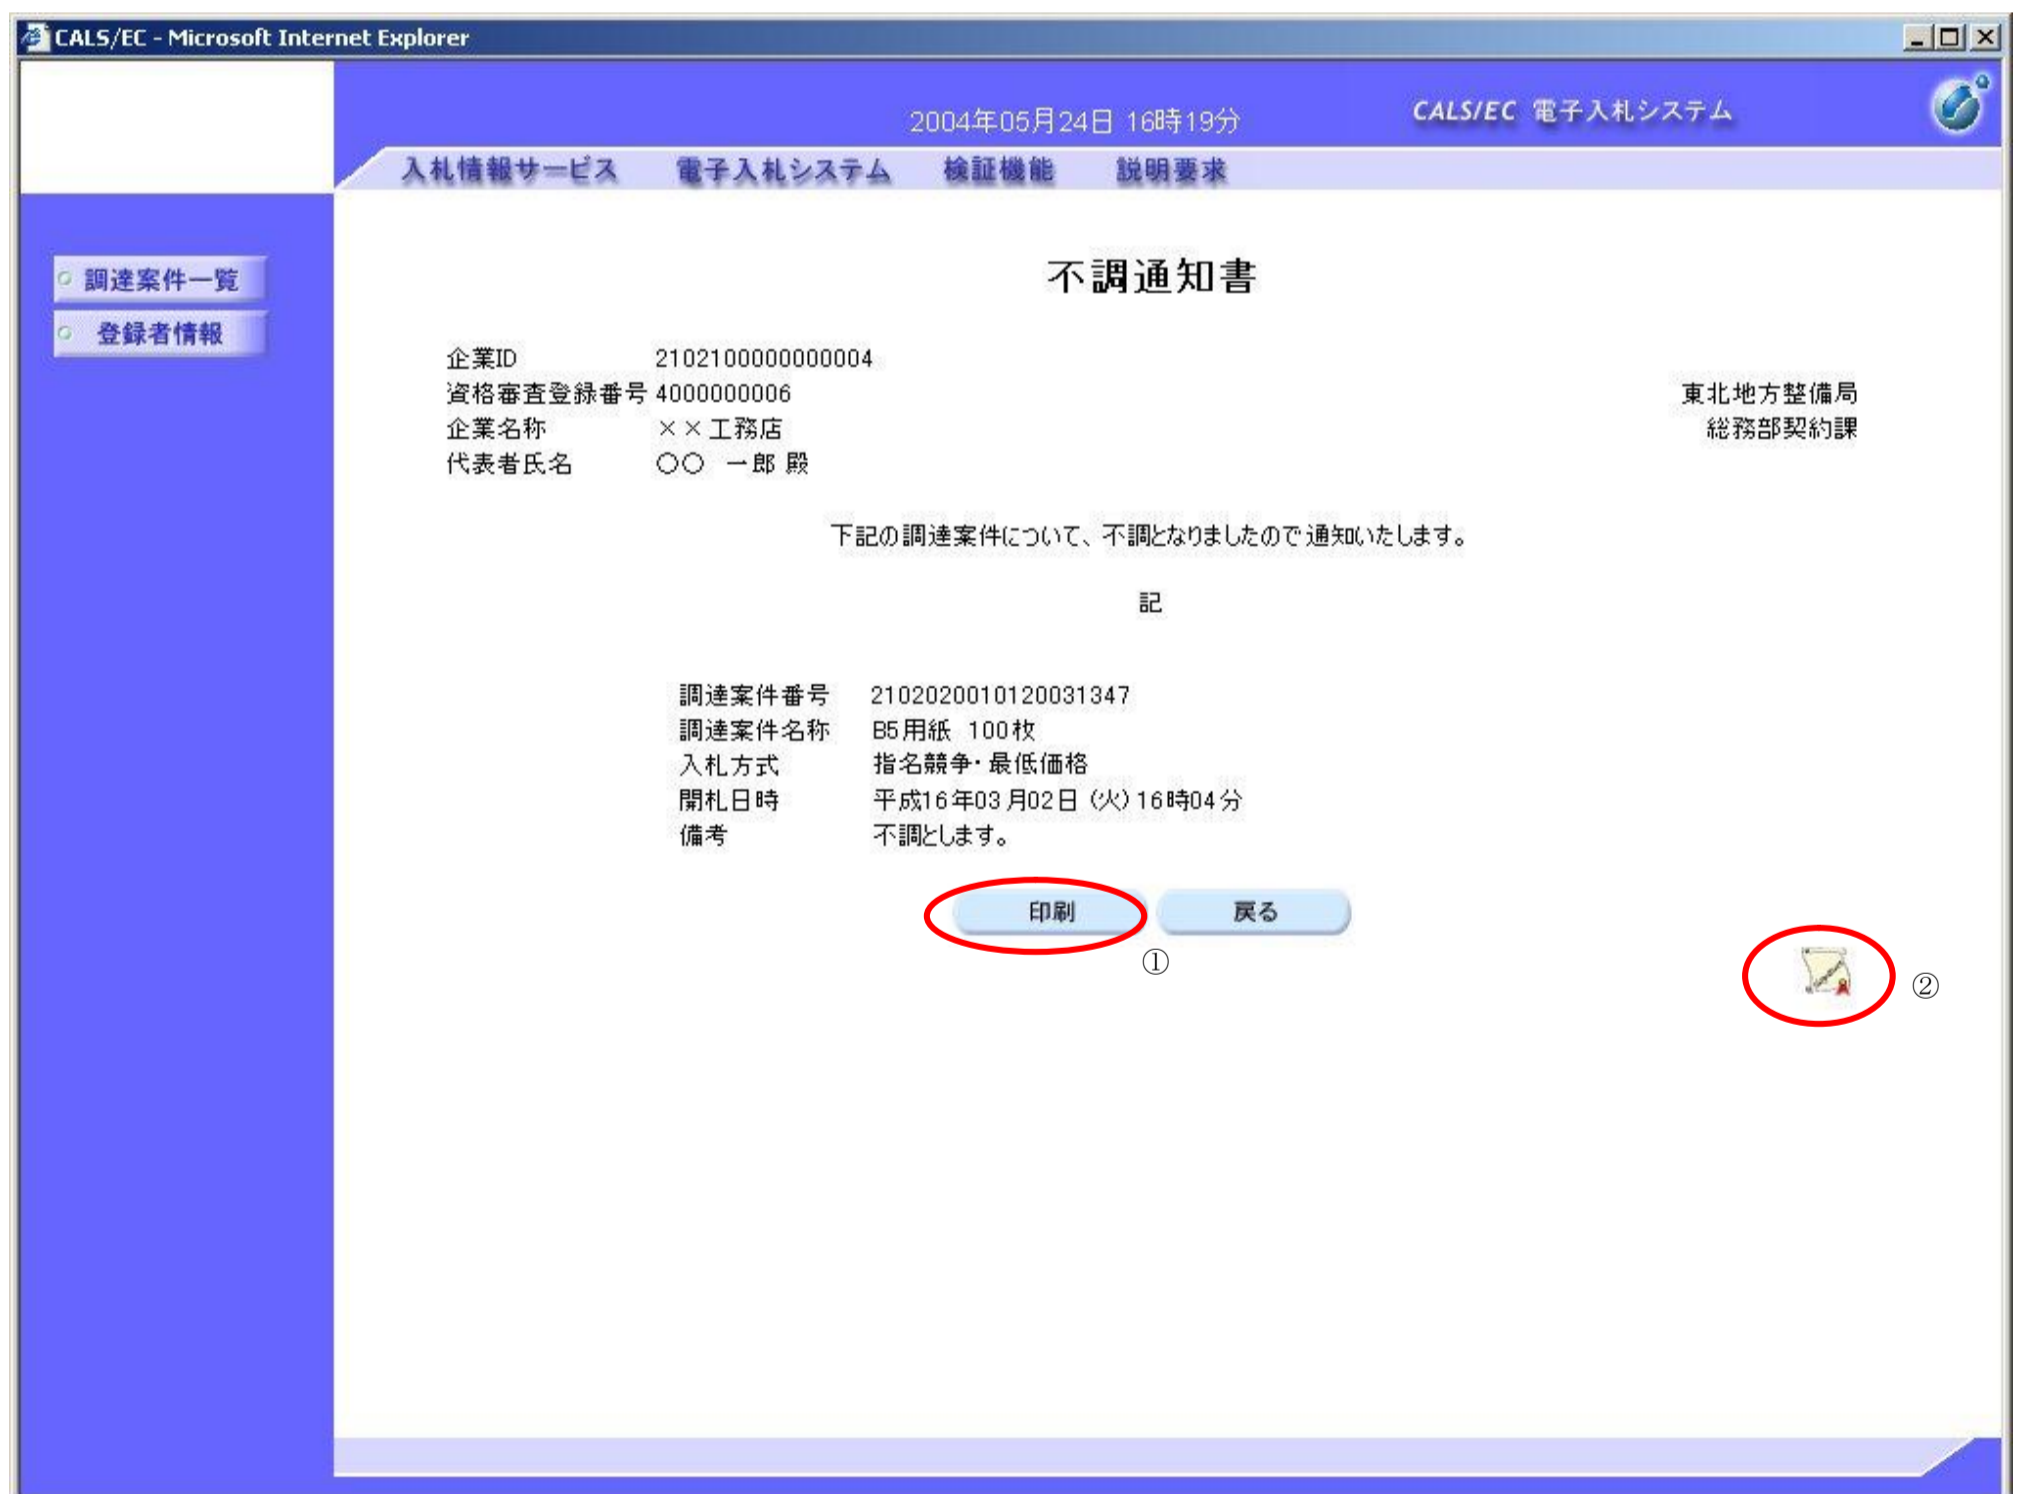 CALS/EC - Microsoft Internet Explorer
2004年05月24日 16時19分
CALS/EC 電子入札システム
入札情報サービス 電子入札システム 検証機能 説明要求
調達案件一覧
登録者情報
不調通知書
企業ID 2102100000000004
資格審査登録番号 4000000006
企業名称 ××工務店
代表者氏名 〇〇 一郎 殿
東北地方整備局
総務部契約課
下記の調達案件について、不調となりましたので通知いたします。
記
調達案件番号 21020200101200313​47
調達案件名称 B5用紙 100枚
入札方式 指名競争・最低価格
開札日時 平成16年03月02日 (火) 16時04分
備考 不調とします。
印刷 戻る
①
②